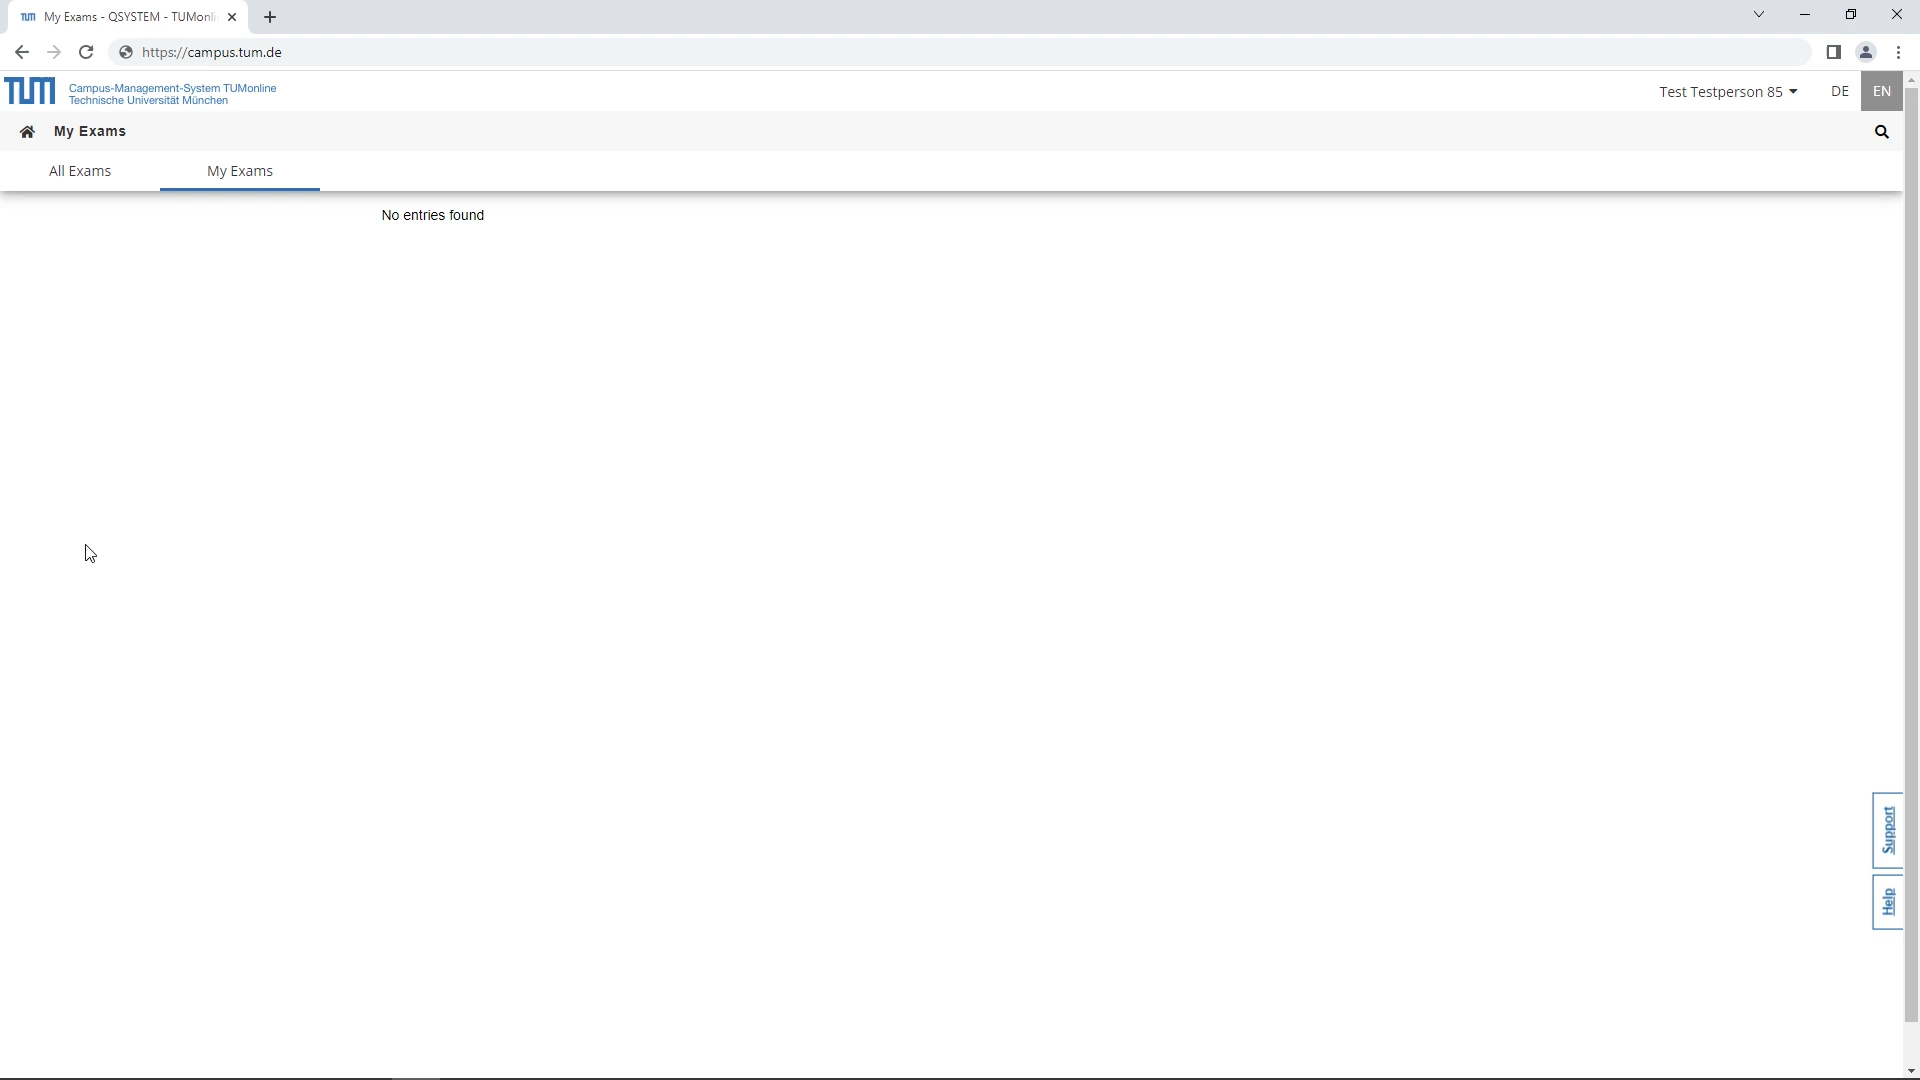 TUM My Exams - QSYSTEM - TUMonli
https://campus.tum.de
TUM
Campus-Management-System TUMonline
Technische Universität München
Test Testperson 85
DE
EN
My Exams
All Exams
My Exams
No entries found
Support
Help